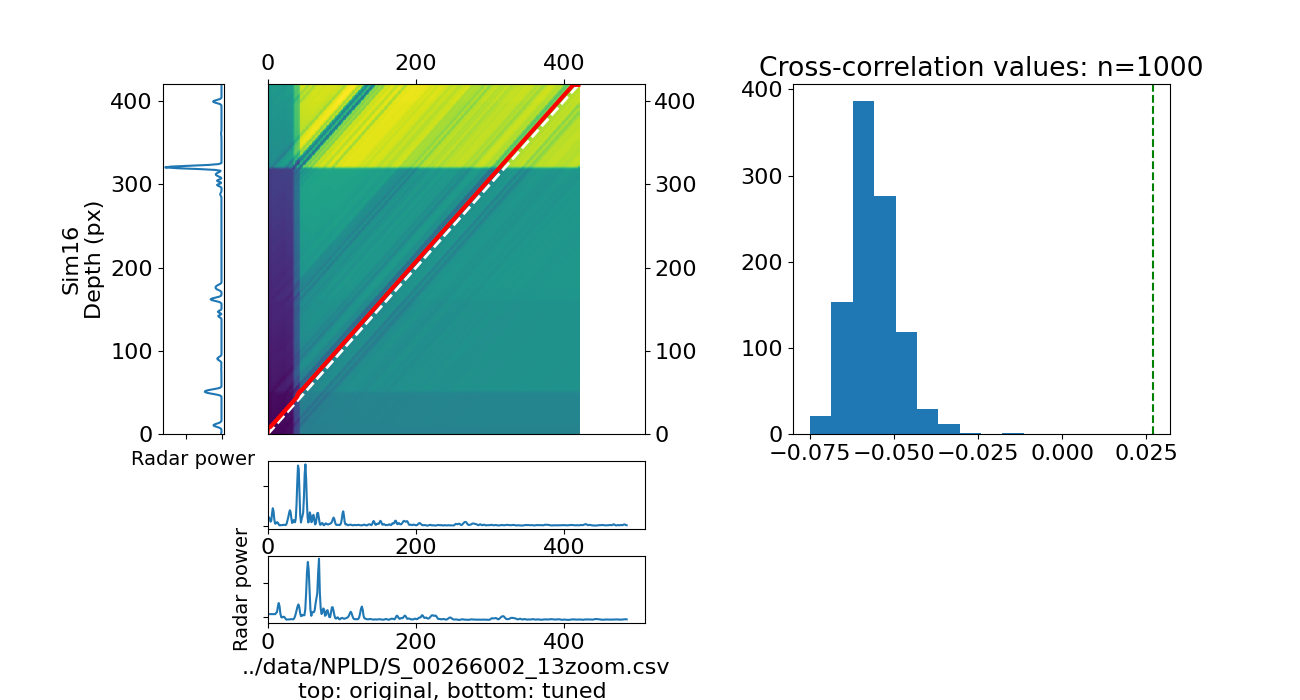 0 200 400
Cross-correlation values: n=1000
400
300
200
100
0
Sim16
Depth (px)
Radar power
400
300
200
100
0
400
300
200
100
0
−0.075 −0.050 −0.025 0.000 0.025
0 200 400
Radar power
0 200 400
../data/NPLD/S_00266002_13zoom.csv
top: original, bottom: tuned